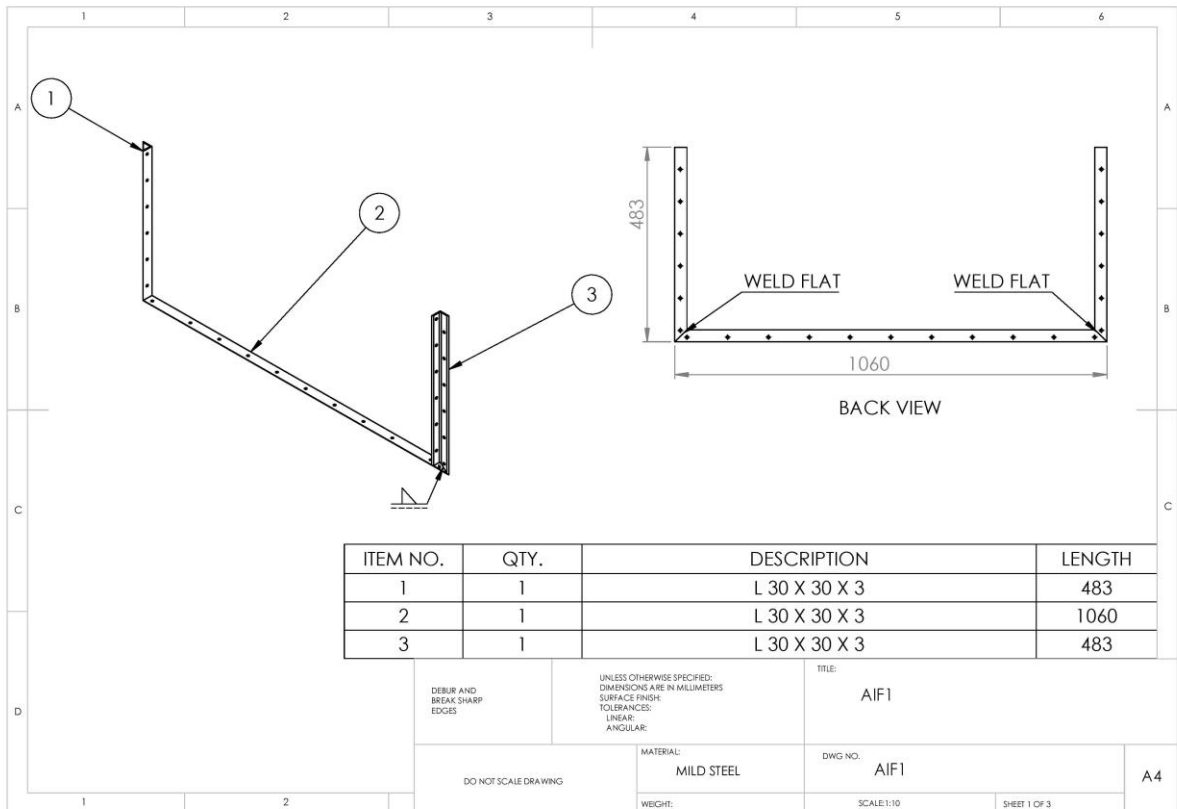 1 2 3 4 5 6
A A
1
2
483
WELD FLAT WELD FLAT
3
B B
1060
BACK VIEW
C C
ITEM NO. QTY. DESCRIPTION LENGTH
1 1 L 30 X 30 X 3 483
2 1 L 30 X 30 X 3 1060
3 1 L 30 X 30 X 3 483
D
DEBUR AND
BREAK SHARP
EDGES
UNLESS OTHERWISE SPECIFIED:
DIMENSIONS ARE IN MILLIMETERS
SURFACE FINISH:
TOLERANCES:
LINEAR:
ANGULAR:
TITLE:
AIF1
DO NOT SCALE DRAWING
MATERIAL:
MILD STEEL
DWG NO.
AIF1
A4
WEIGHT:
SCALE:1:10
SHEET 1 OF 3
1 2